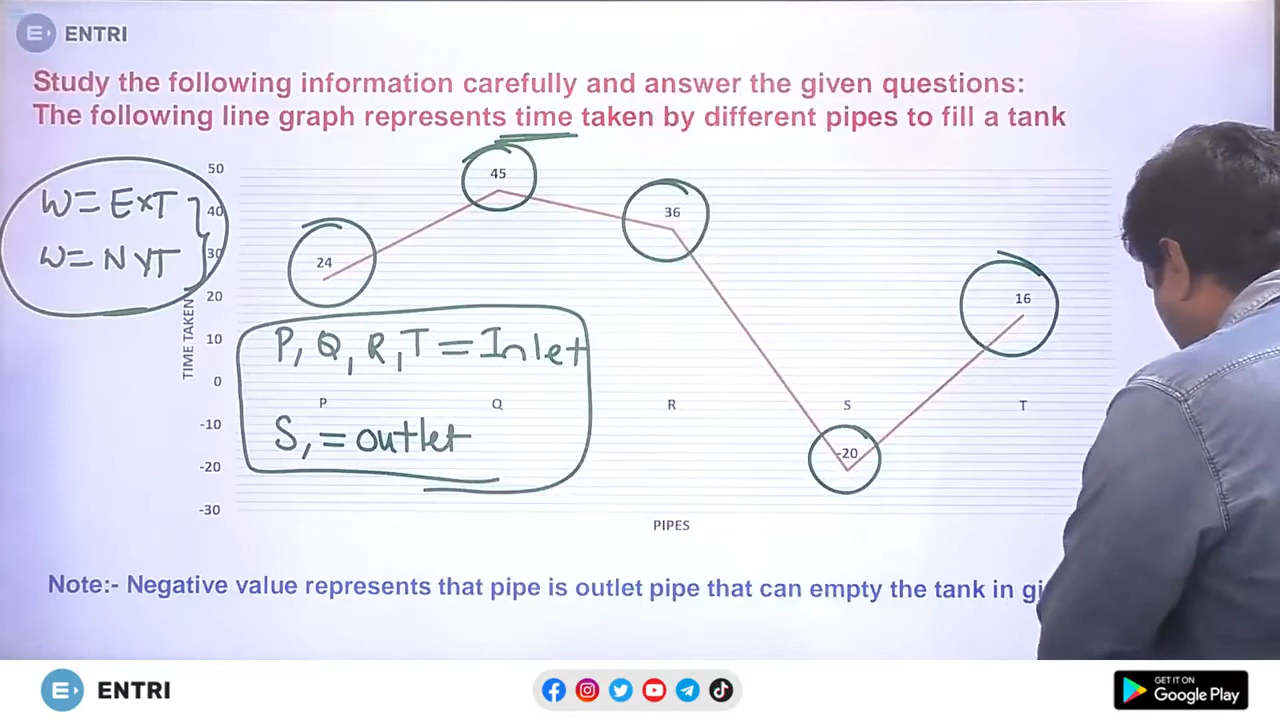 ENTRI
Study the following information carefully and answer the given questions:
The following line graph represents time taken by different pipes to fill a tank
50
40
30
20
10
0
-10
-20
-30
TIME TAKEN
W = E×T
W = N×T
24
45
36
-20
16
P, Q, R, T = Inlet
S, = outlet
P
Q
R
S
T
PIPES
Note:- Negative value represents that pipe is outlet pipe that can empty the tank in
ENTRI
GET IT ON
Google Play